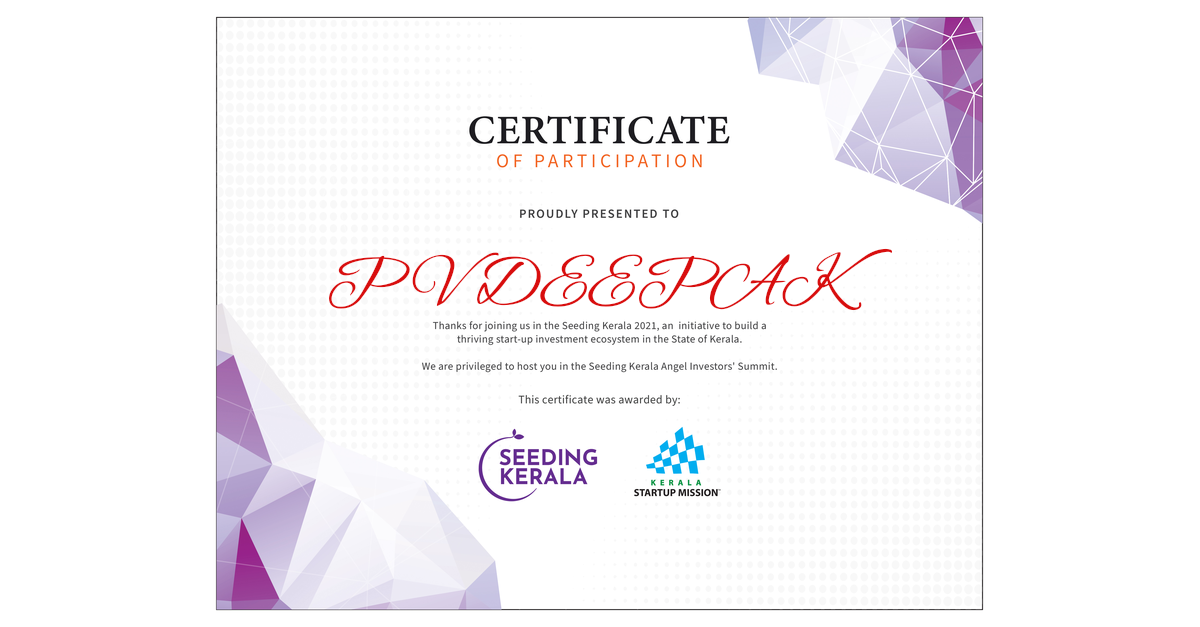 CERTIFICATE
OF PARTICIPATION
PROUDLY PRESENTED TO
PVDEEPAK
Thanks for joining us in the Seeding Kerala 2021, an initiative to build a
thriving start-up investment ecosystem in the State of Kerala.
We are privileged to host you in the Seeding Kerala Angel Investors' Summit.
This certificate was awarded by:
SEEDING
KERALA
KERALA
STARTUP MISSION